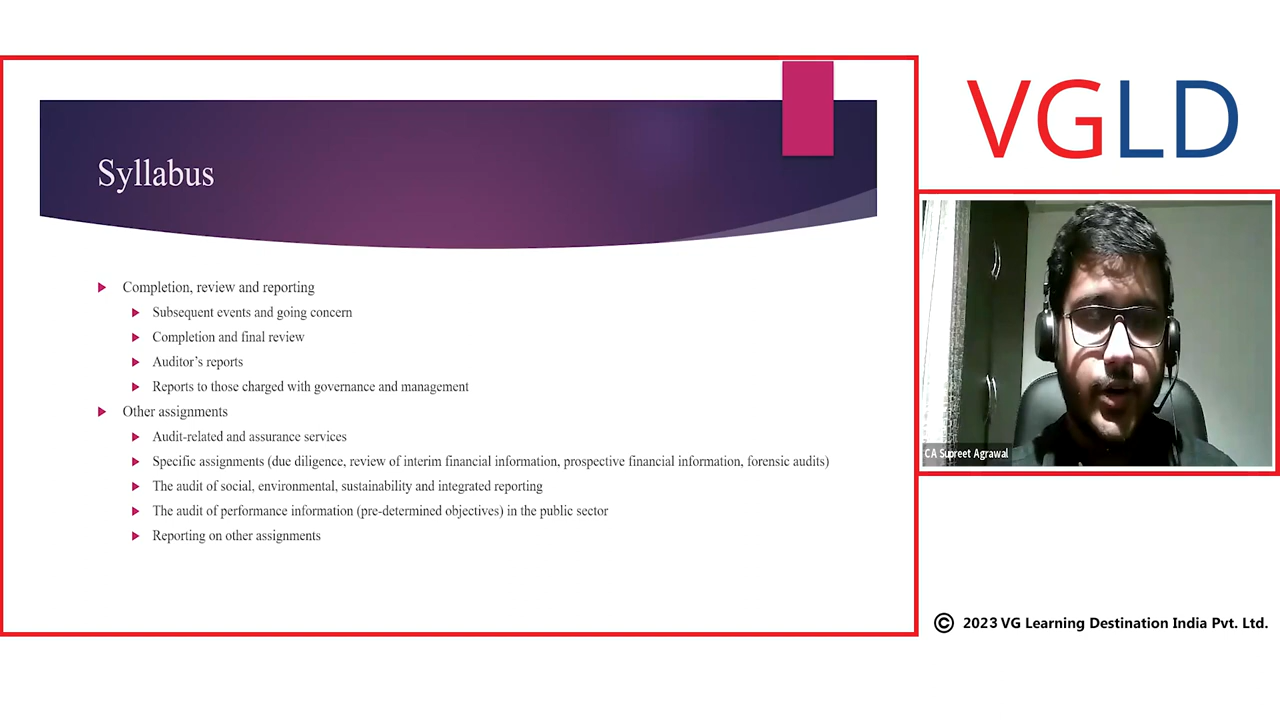 Syllabus
Completion, review and reporting
Subsequent events and going concern
Completion and final review
Auditor's reports
Reports to those charged with governance and management
Other assignments
Audit-related and assurance services
Specific assignments (due diligence, review of interim financial information, prospective financial information, forensic audits)
The audit of social, environmental, sustainability and integrated reporting
The audit of performance information (pre-determined objectives) in the public sector
Reporting on other assignments
VGLD
CA Supreet Agrawal
© 2023 VG Learning Destination India Pvt. Ltd.